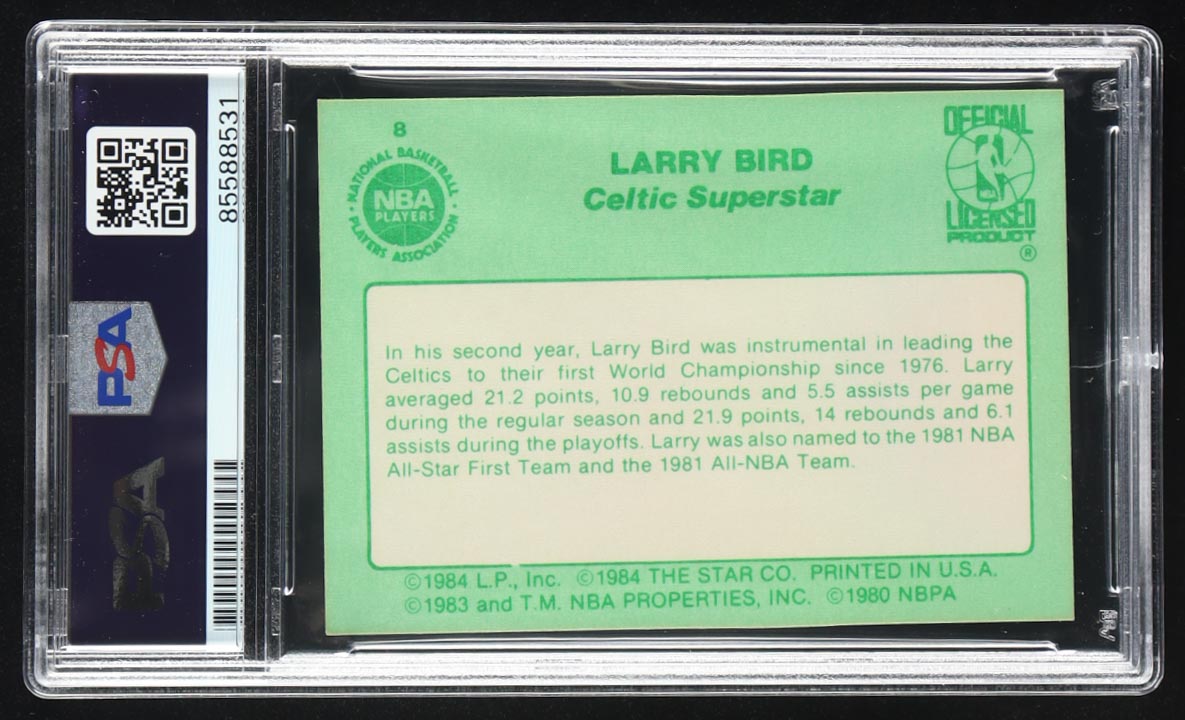 8
NATIONAL BASKETBALL
NBA
PLAYERS
PLAYERS ASSOCIATION
LARRY BIRD
Celtic Superstar
OFFICIAL
LICENSED
PRODUCT
®
In his second year, Larry Bird was instrumental in leading the
Celtics to their first World Championship since 1976. Larry
averaged 21.2 points, 10.9 rebounds and 5.5 assists per game
during the regular season and 21.9 points, 14 rebounds and 6.1
assists during the playoffs. Larry was also named to the 1981 NBA
All-Star First Team and the 1981 All-NBA Team.
©1984 L.P., Inc. ©1984 THE STAR CO. PRINTED IN U.S.A.
©1983 and T.M. NBA PROPERTIES, INC. ©1980 NBPA
85588531
PSA
PSA